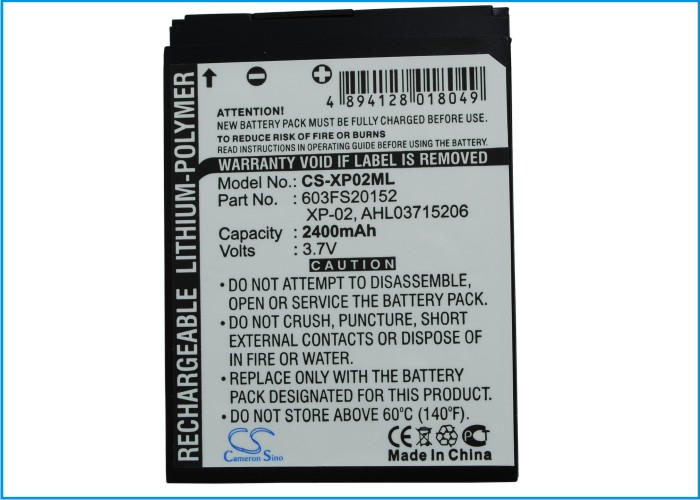 RECHARGEABLE LITHIUM-POLYMER
4 894128 018049
ATTENTION!
NEW BATTERY PACK MUST BE FULLY CHARGED BEFORE USE.
TO REDUCE RISK OF FIRE OR BURNS
READ INSTRUCTIONS BEFORE CHARGING BATTERY PACK.
WARRANTY VOID IF LABEL IS REMOVED
Model No.: CS-XP02ML
Part No. : 603FS20152
XP-02, AHL03715206
Capacity : 2400mAh
Volts : 3.7V
CAUTION
• DO NOT ATTEMPT TO DISASSEMBLE,
OPEN OR SERVICE THE BATTERY PACK.
• DO NOT CRUSH, PUNCTURE, SHORT
EXTERNAL CONTACTS OR DISPOSE OF
IN FIRE OR WATER.
• REPLACE ONLY WITH THE BATTERY
DESIGNATED FOR THIS PRODUCT.
• DO NOT STORE ABOVE 60°C (140°F).
CS
Cameron Sino
CE
Made In China